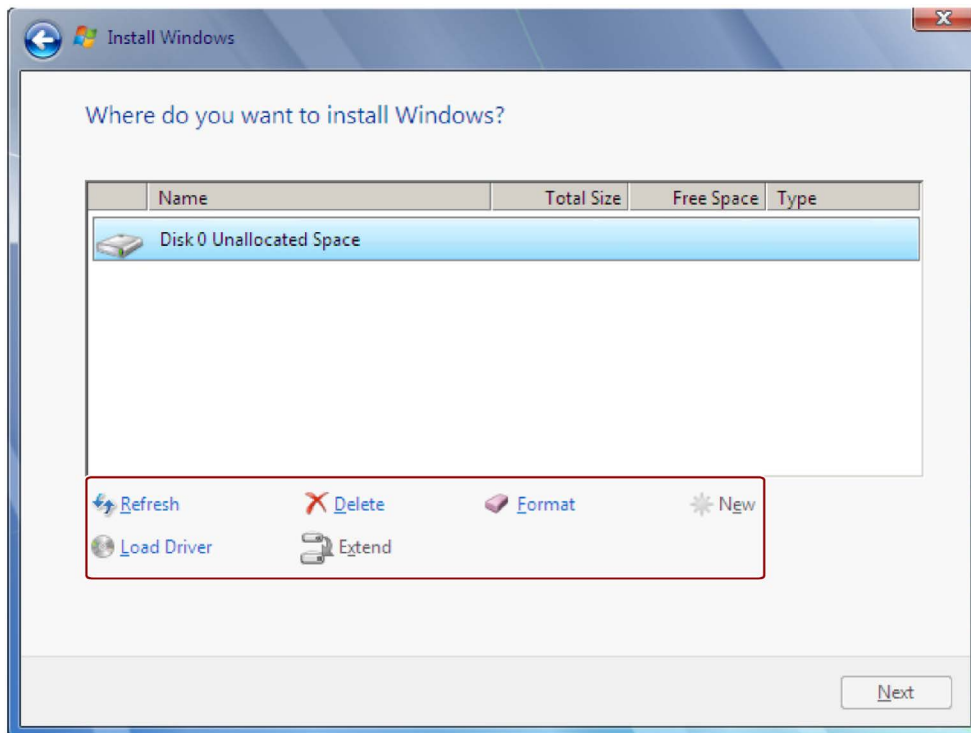 Install Windows
Where do you want to install Windows?
Name Total Size Free Space Type
Disk 0 Unallocated Space
Refresh Delete Format New
Load Driver Extend
Next